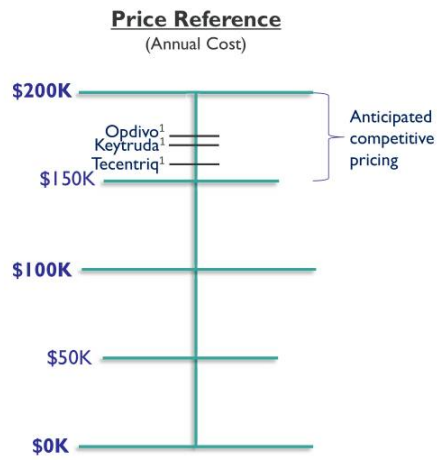 Price Reference
(Annual Cost)
$200K
Opdivo¹
Keytruda¹
Tecentriq¹
$150K
Anticipated
competitive
pricing
$100K
$50K
$0K